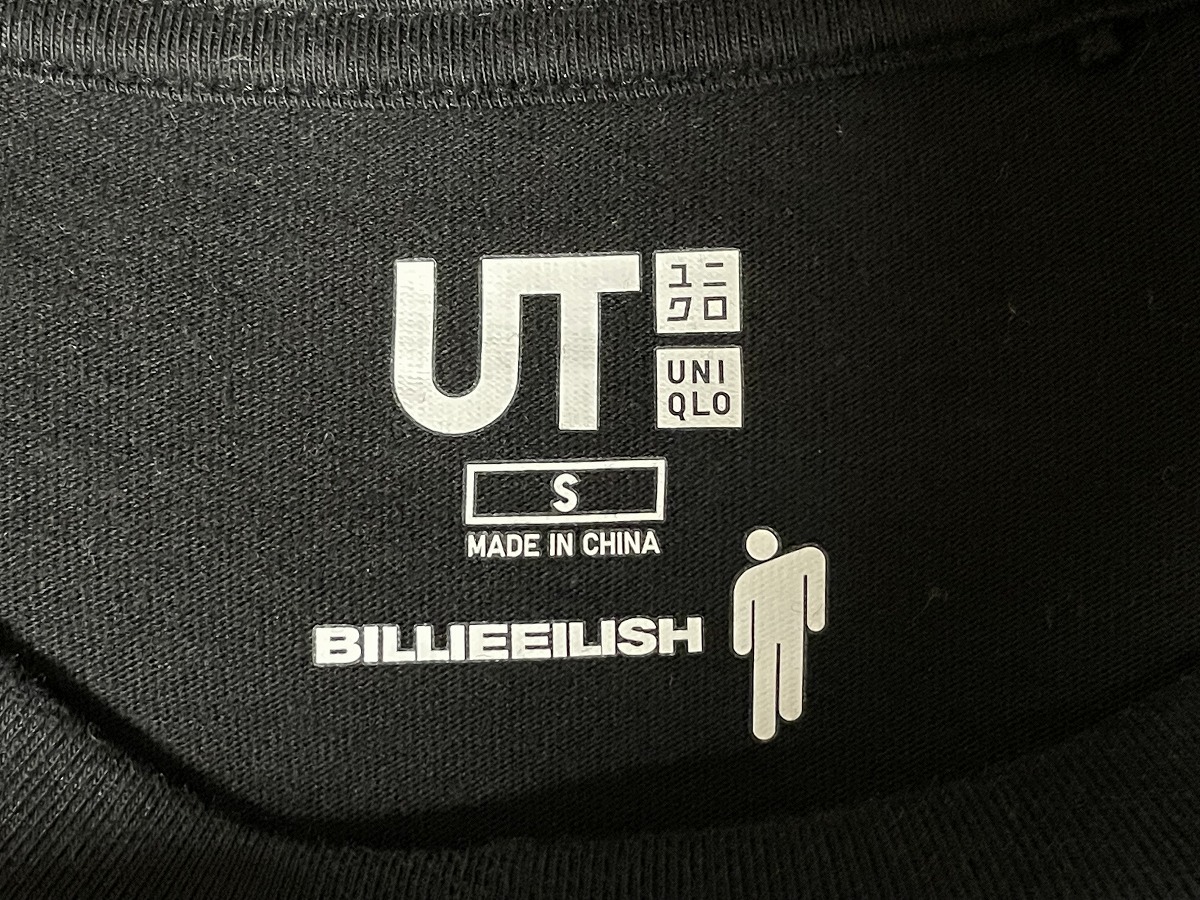 UT
ユニ
クロ
UNI
QLO
S
MADE IN CHINA
BILLIEEILISH